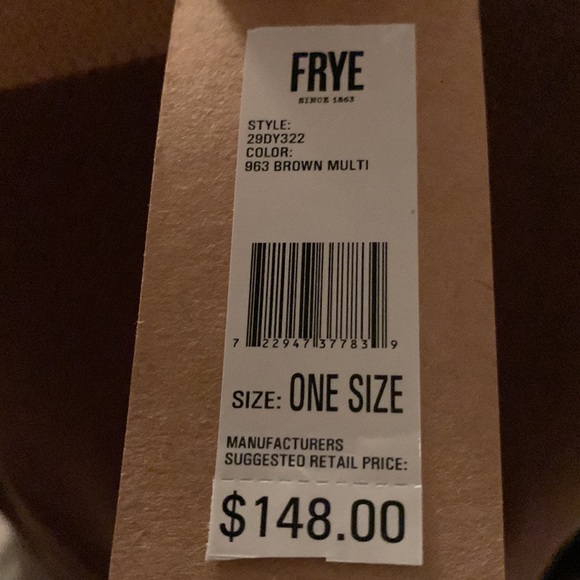 FRYE
SINCE 1863
STYLE:
29DY322
COLOR:
963 BROWN MULTI
7 22947 37783 9
SIZE: ONE SIZE
MANUFACTURERS
SUGGESTED RETAIL PRICE:
$148.00